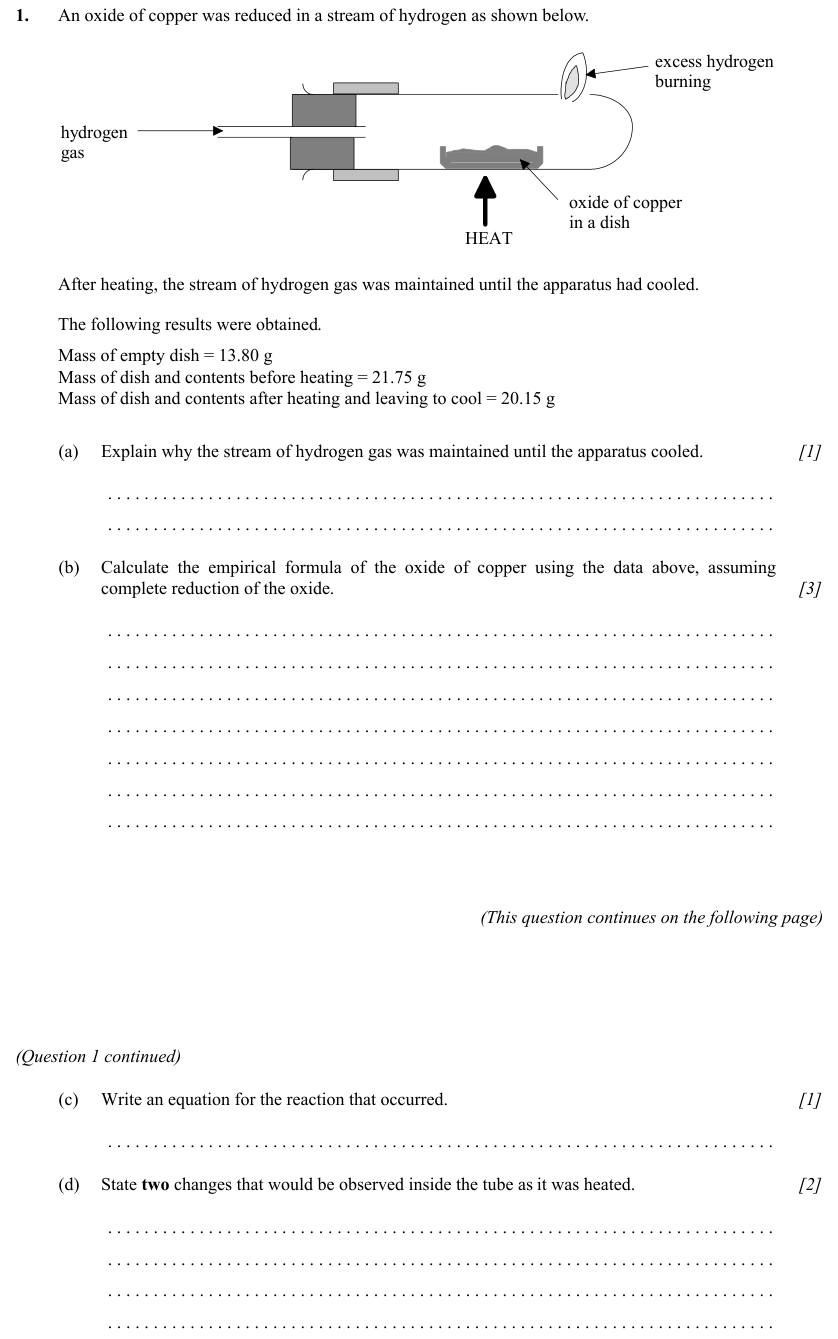 1. An oxide of copper was reduced in a stream of hydrogen as shown below.
excess hydrogen
burning
hydrogen
gas
oxide of copper
in a dish
HEAT
After heating, the stream of hydrogen gas was maintained until the apparatus had cooled.
The following results were obtained.
Mass of empty dish = 13.80 g
Mass of dish and contents before heating = 21.75 g
Mass of dish and contents after heating and leaving to cool = 20.15 g
(a) Explain why the stream of hydrogen gas was maintained until the apparatus cooled. [1]
(b) Calculate the empirical formula of the oxide of copper using the data above, assuming
complete reduction of the oxide. [3]
(This question continues on the following page)
(Question 1 continued)
(c) Write an equation for the reaction that occurred. [1]
(d) State two changes that would be observed inside the tube as it was heated. [2]